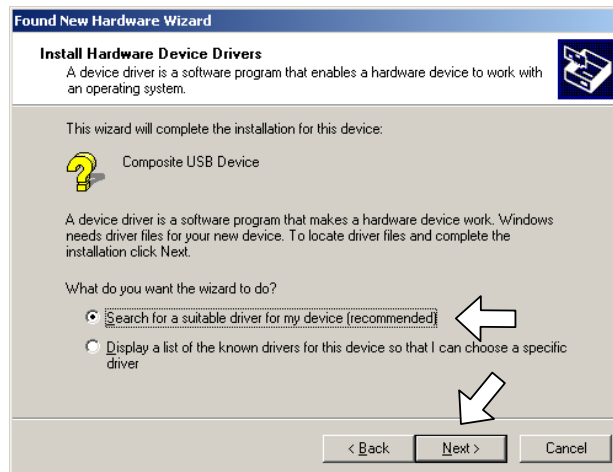 Found New Hardware Wizard
Install Hardware Device Drivers
A device driver is a software program that enables a hardware device to work with
an operating system.
This wizard will complete the installation for this device:
Composite USB Device
A device driver is a software program that makes a hardware device work. Windows
needs driver files for your new device. To locate driver files and complete the
installation click Next.
What do you want the wizard to do?
Search for a suitable driver for my device (recommended)
Display a list of the known drivers for this device so that I can choose a specific
driver
< Back Next > Cancel